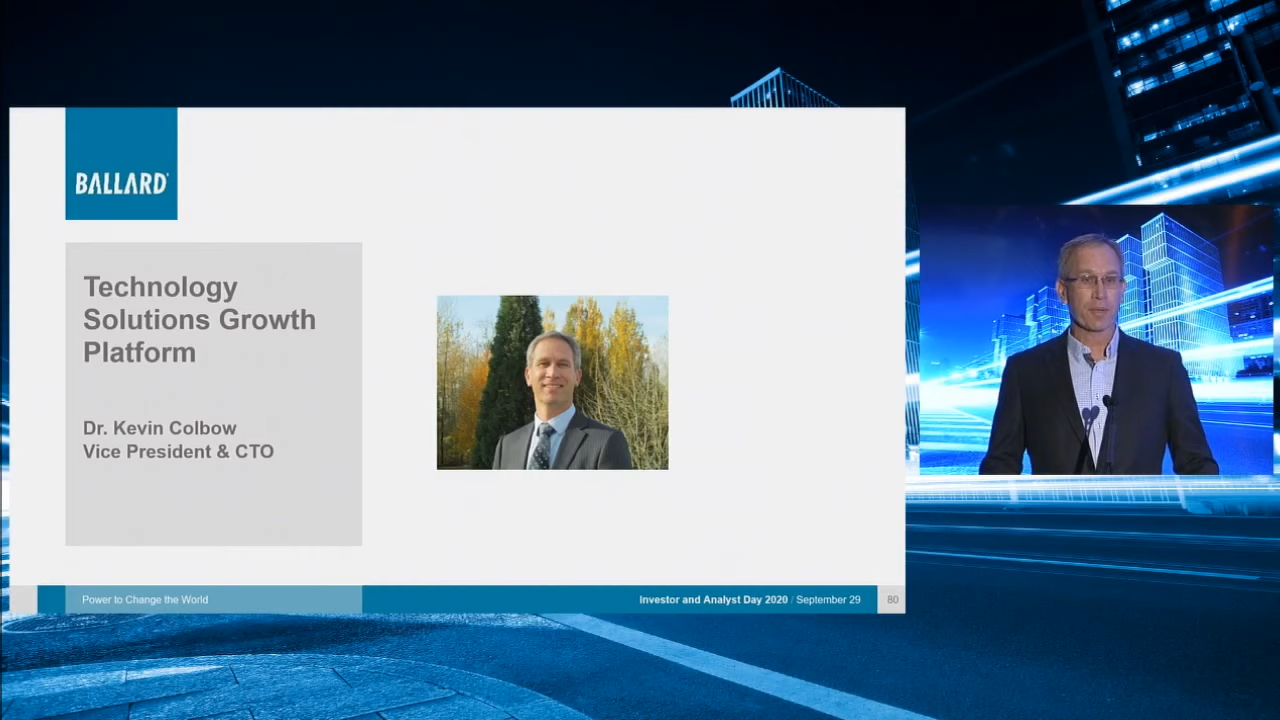 BALLARD
Technology
Solutions Growth
Platform
Dr. Kevin Colbow
Vice President & CTO
Power to Change the World
Investor and Analyst Day 2020 / September 29
80